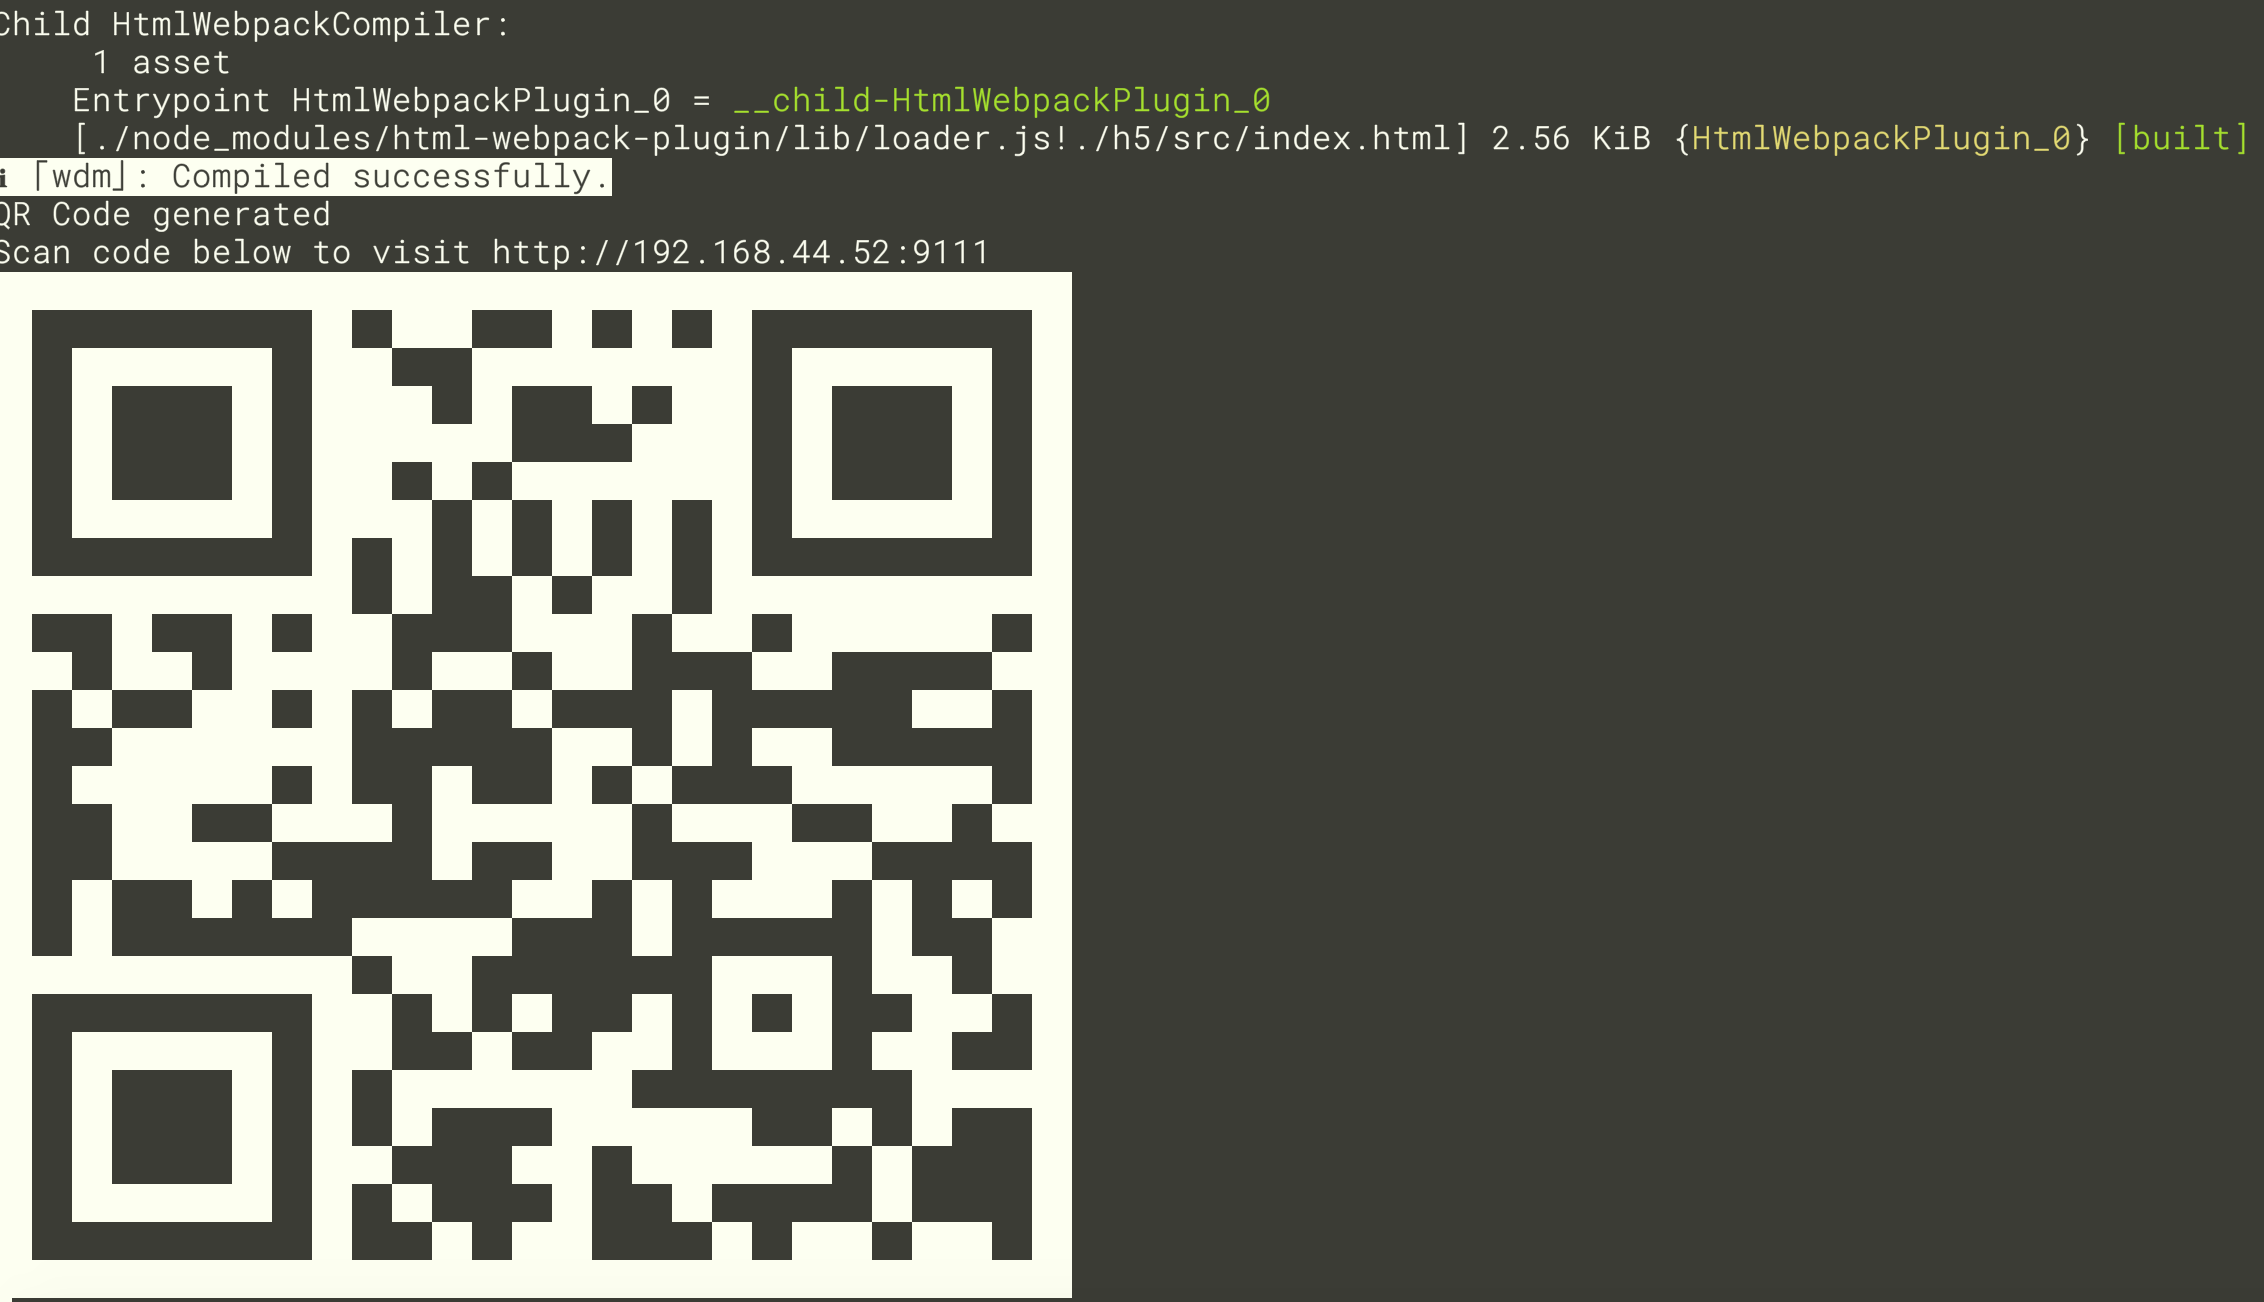 Child HtmlWebpackCompiler:
1 asset
Entrypoint HtmlWebpackPlugin_0 = __child-HtmlWebpackPlugin_0
[./node_modules/html-webpack-plugin/lib/loader.js!./h5/src/index.html] 2.56 KiB {HtmlWebpackPlugin_0} [built]
ℹ ｢wdm｣: Compiled successfully.
QR Code generated
Scan code below to visit http://192.168.44.52:9111